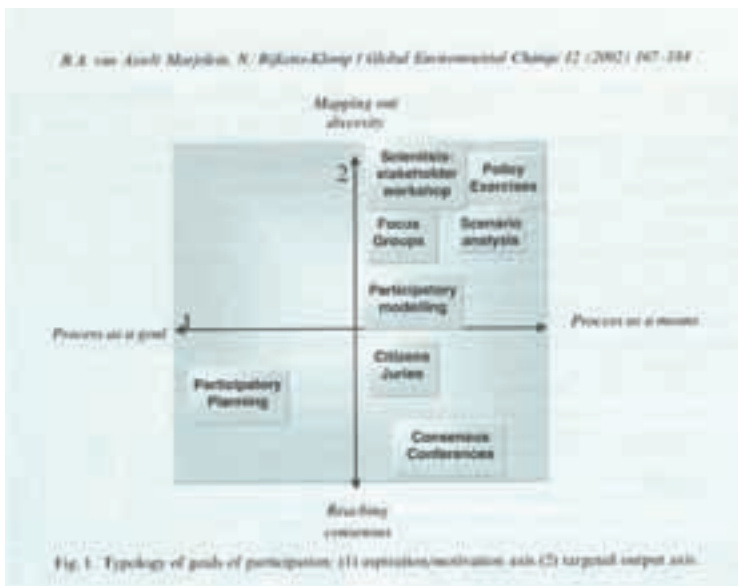 B.A. van Asselt Marjolein, N. Rijkens-Klomp / Global Environmental Change 12 (2002) 167–184
Mapping out
diversity
2
Scientists-
stakeholder
workshop
Policy
Exercises
Focus
Groups
Scenario
analysis
Participatory
modelling
1
Process as a goal
Process as a means
Citizens
Juries
Participatory
Planning
Consensus
Conferences
Reaching
consensus
Fig. 1. Typology of goals of participation: (1) aspiration/motivation axis (2) targeted output axis.